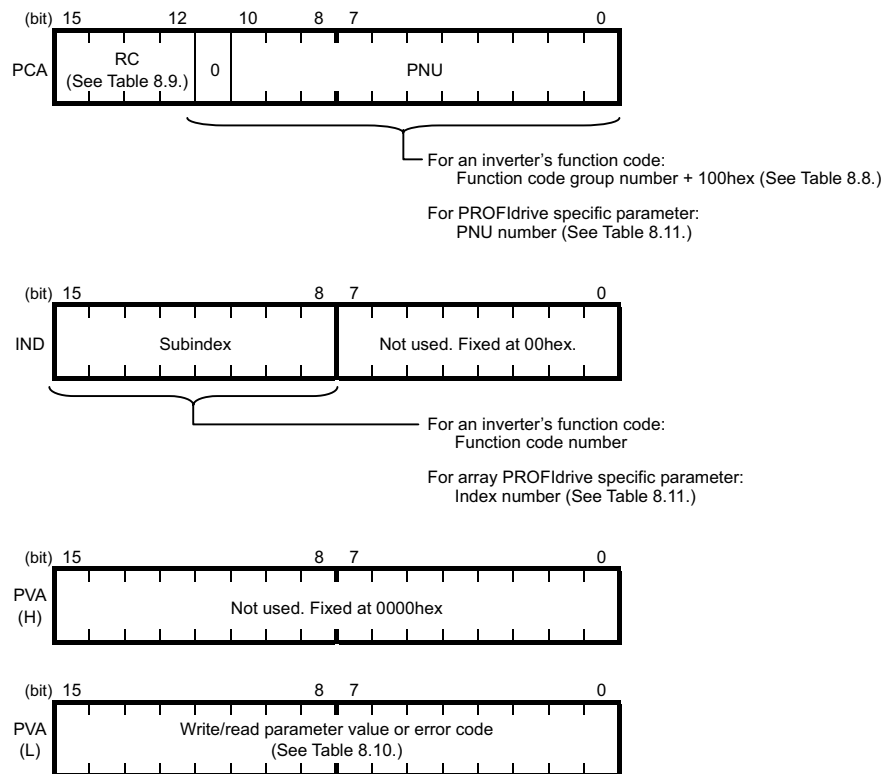 (bit) 15 12 10 8 7 0
PCA
RC
(See Table 8.9.)
0
PNU
For an inverter's function code:
Function code group number + 100hex (See Table 8.8.)
For PROFIdrive specific parameter:
PNU number (See Table 8.11.)
(bit) 15 8 7 0
IND
Subindex
Not used. Fixed at 00hex.
For an inverter's function code:
Function code number
For array PROFIdrive specific parameter:
Index number (See Table 8.11.)
(bit) 15 8 7 0
PVA
(H)
Not used. Fixed at 0000hex
(bit) 15 8 7 0
PVA
(L)
Write/read parameter value or error code
(See Table 8.10.)